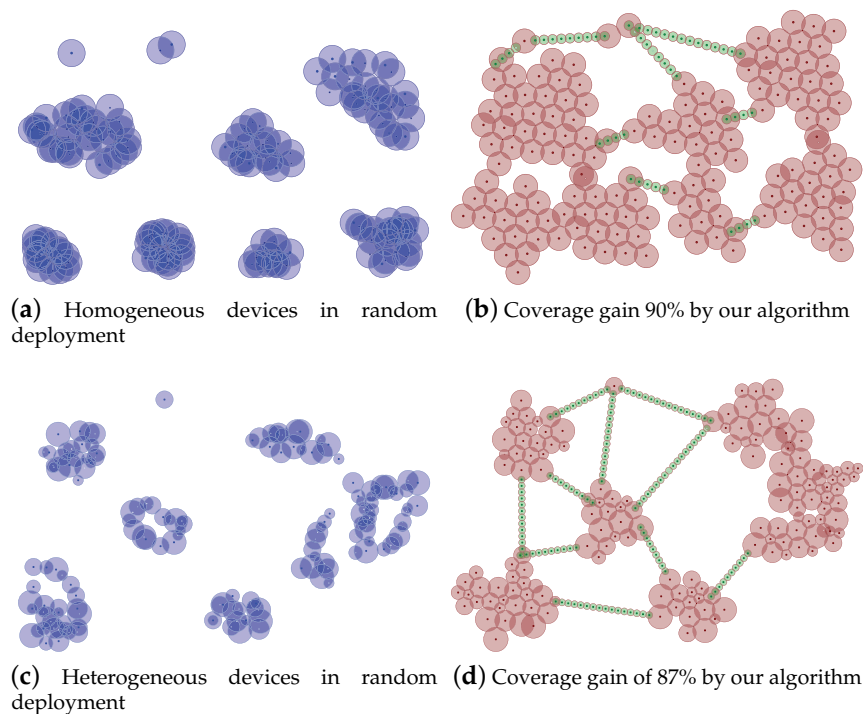 (a) Homogeneous devices in random
deployment
(b) Coverage gain 90% by our algorithm
(c) Heterogeneous devices in random
deployment
(d) Coverage gain of 87% by our algorithm